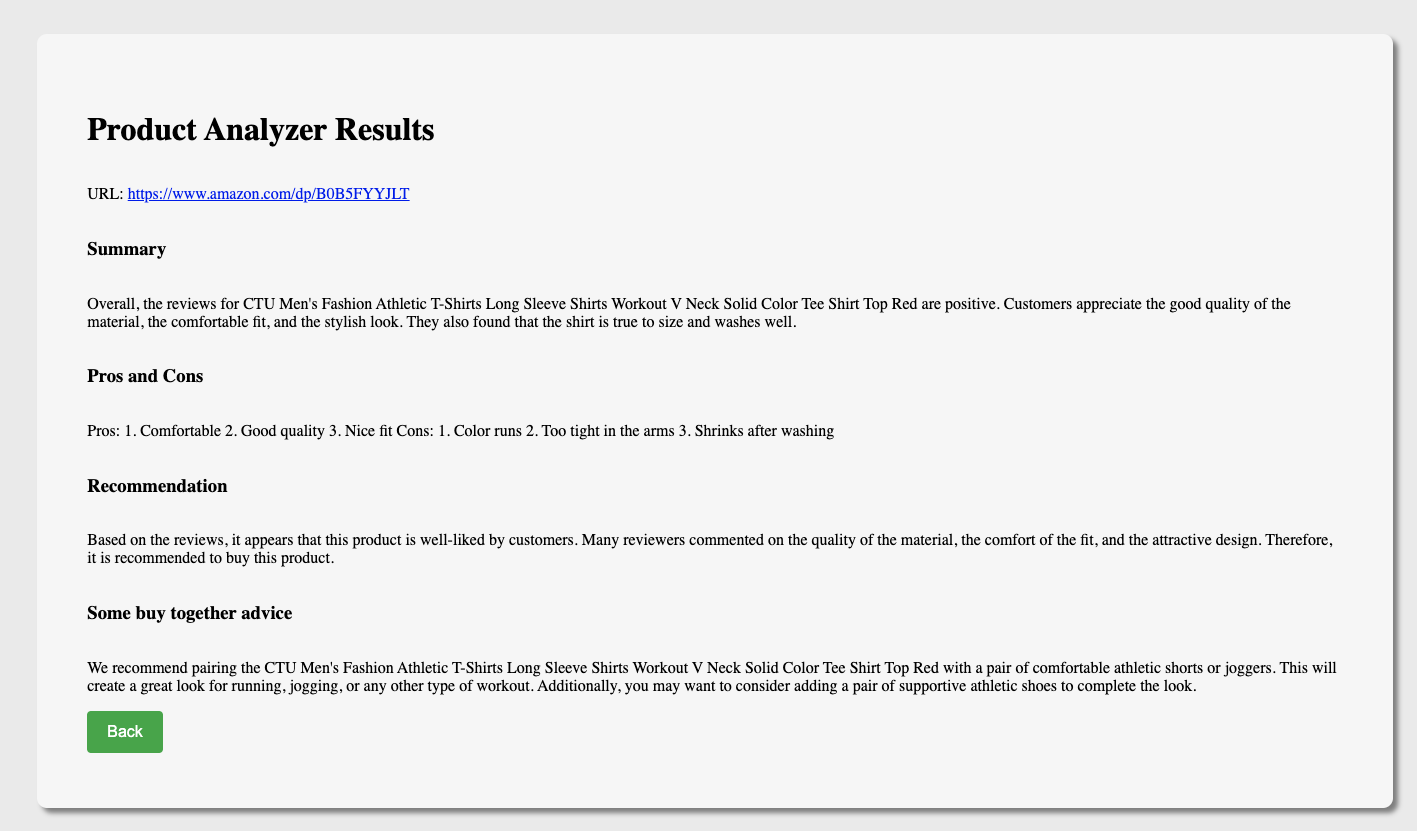 Product Analyzer Results
URL: https://www.amazon.com/dp/B0B5FYYJLT
Summary
Overall, the reviews for CTU Men's Fashion Athletic T-Shirts Long Sleeve Shirts Workout V Neck Solid Color Tee Shirt Top Red are positive. Customers appreciate the good quality of the
material, the comfortable fit, and the stylish look. They also found that the shirt is true to size and washes well.
Pros and Cons
Pros: 1. Comfortable 2. Good quality 3. Nice fit Cons: 1. Color runs 2. Too tight in the arms 3. Shrinks after washing
Recommendation
Based on the reviews, it appears that this product is well-liked by customers. Many reviewers commented on the quality of the material, the comfort of the fit, and the attractive design. Therefore,
it is recommended to buy this product.
Some buy together advice
We recommend pairing the CTU Men's Fashion Athletic T-Shirts Long Sleeve Shirts Workout V Neck Solid Color Tee Shirt Top Red with a pair of comfortable athletic shorts or joggers. This will
create a great look for running, jogging, or any other type of workout. Additionally, you may want to consider adding a pair of supportive athletic shoes to complete the look.
Back